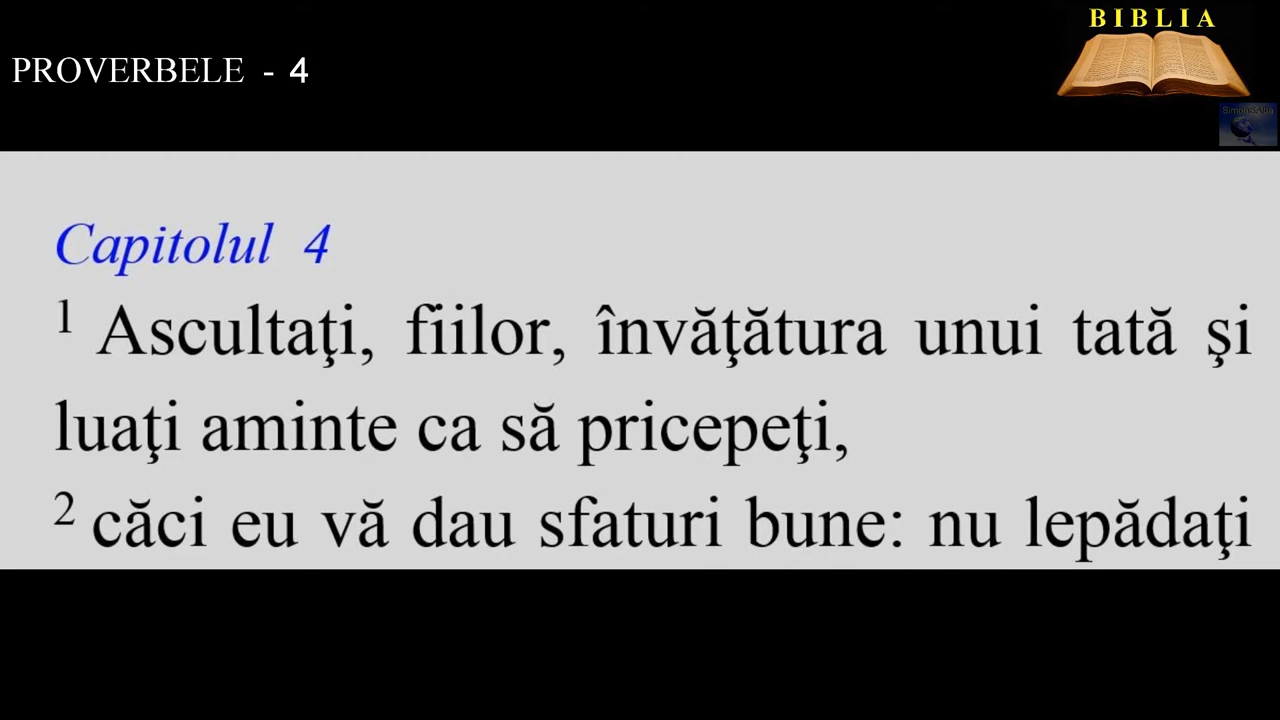 BIBLIA
PROVERBELE - 4
Capitolul 4
1 Ascultaţi, fiilor, învăţătura unui tată şi
luaţi aminte ca să pricepeţi,
2 căci eu vă dau sfaturi bune: nu lepădaţi